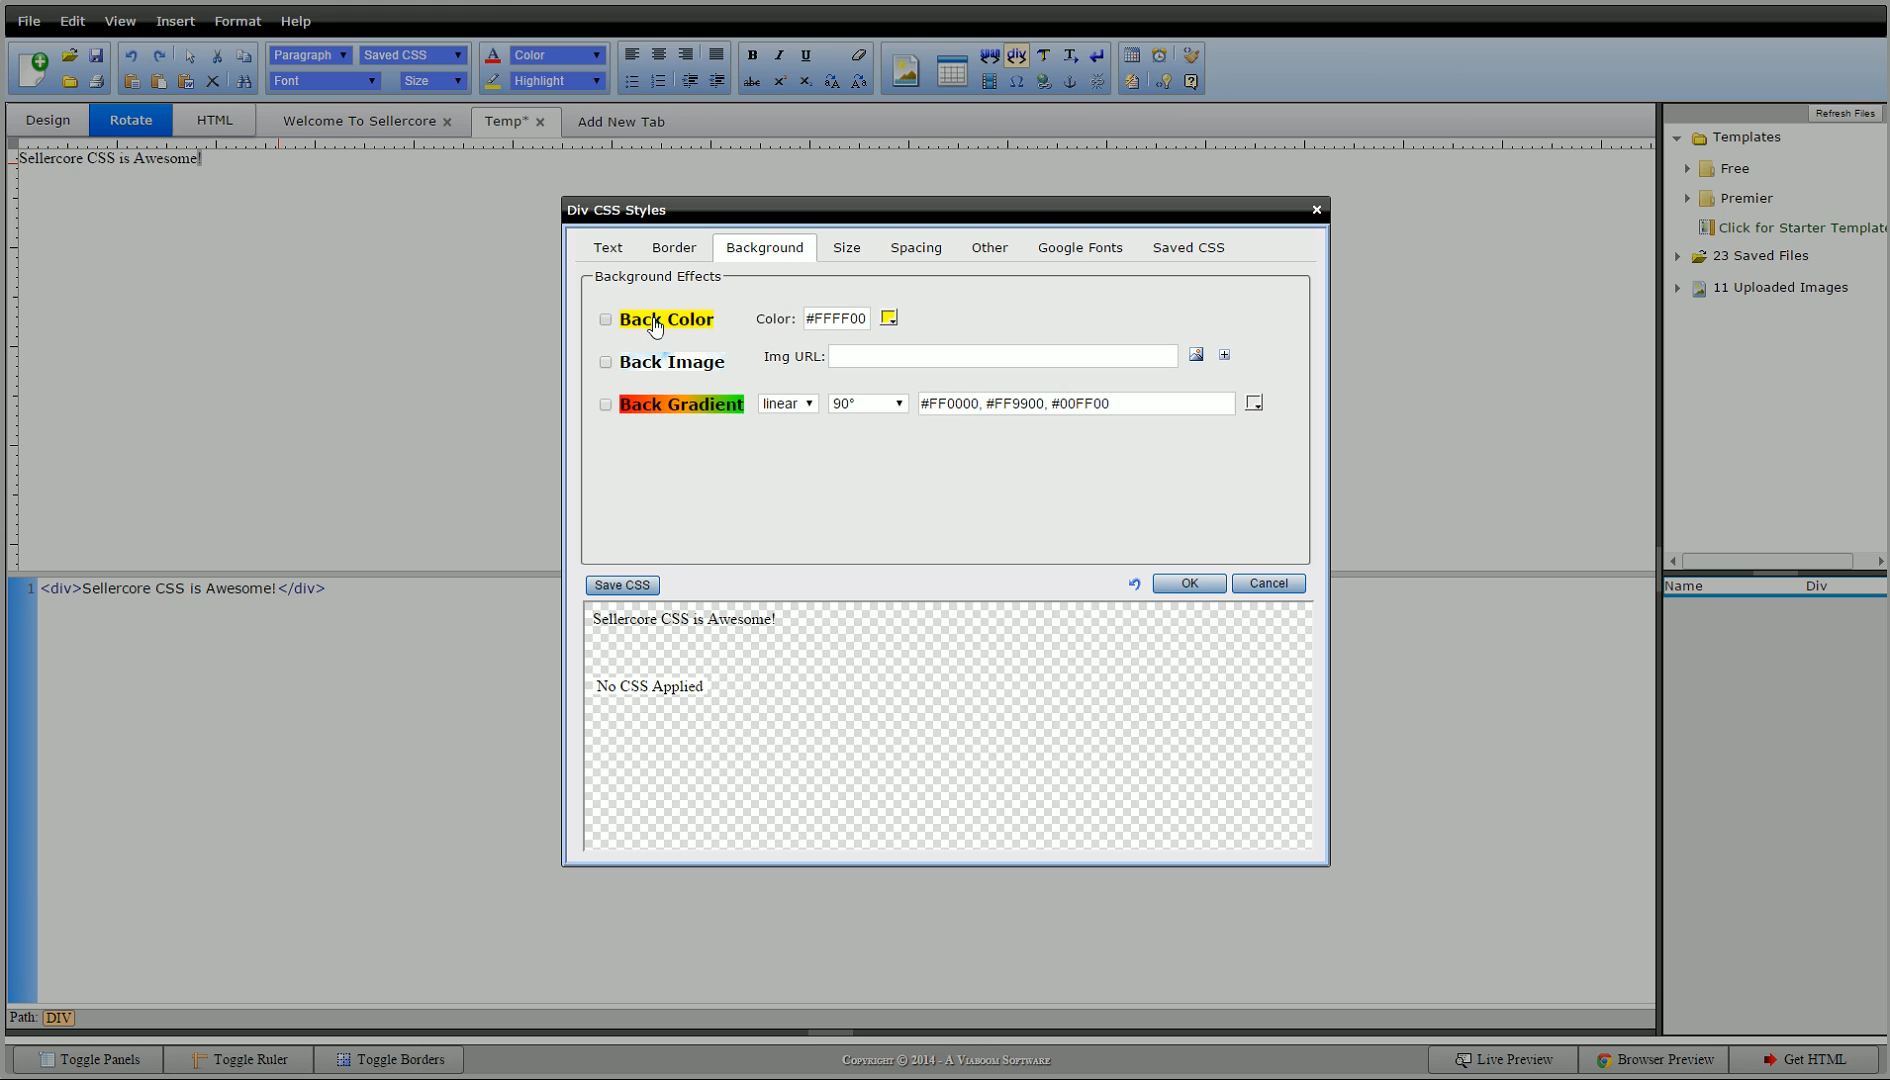 File Edit View Insert Format Help
Paragraph Saved CSS Color
Font Size Highlight
Design Rotate HTML Welcome To Sellercore Temp* Add New Tab
Refresh Files
Sellercore CSS is Awesome!
Templates
Free
Premier
Click for Starter Template
23 Saved Files
11 Uploaded Images
Name Div
Div CSS Styles
Text Border Background Size Spacing Other Google Fonts Saved CSS
Background Effects
Back Color Color: #FFFF00
Back Image Img URL:
Back Gradient linear 90° #FF0000, #FF9900, #00FF00
Save CSS OK Cancel
Sellercore CSS is Awesome!
No CSS Applied
1 <div>Sellercore CSS is Awesome!</div>
Path: DIV
Toggle Panels Toggle Ruler Toggle Borders Copyright © 2014 - A Viaboom Software Live Preview Browser Preview Get HTML